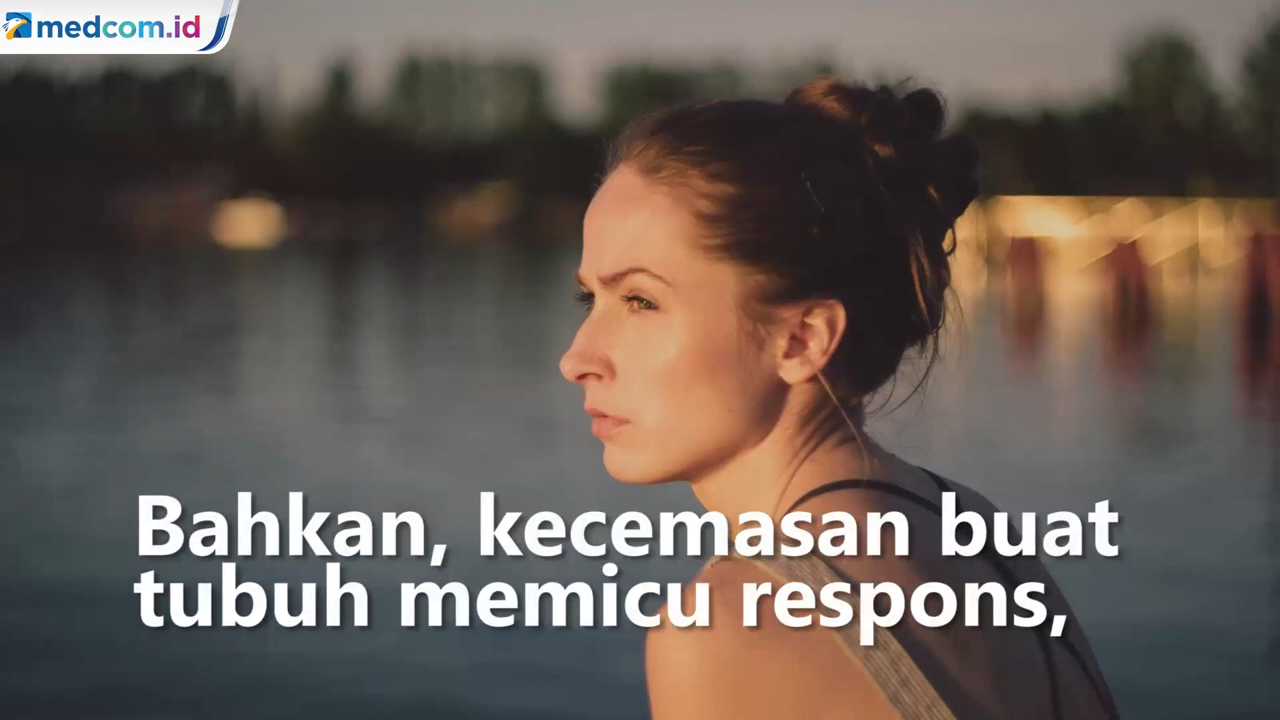 medcom.id
Bahkan, kecemasan buat
tubuh memicu respons,